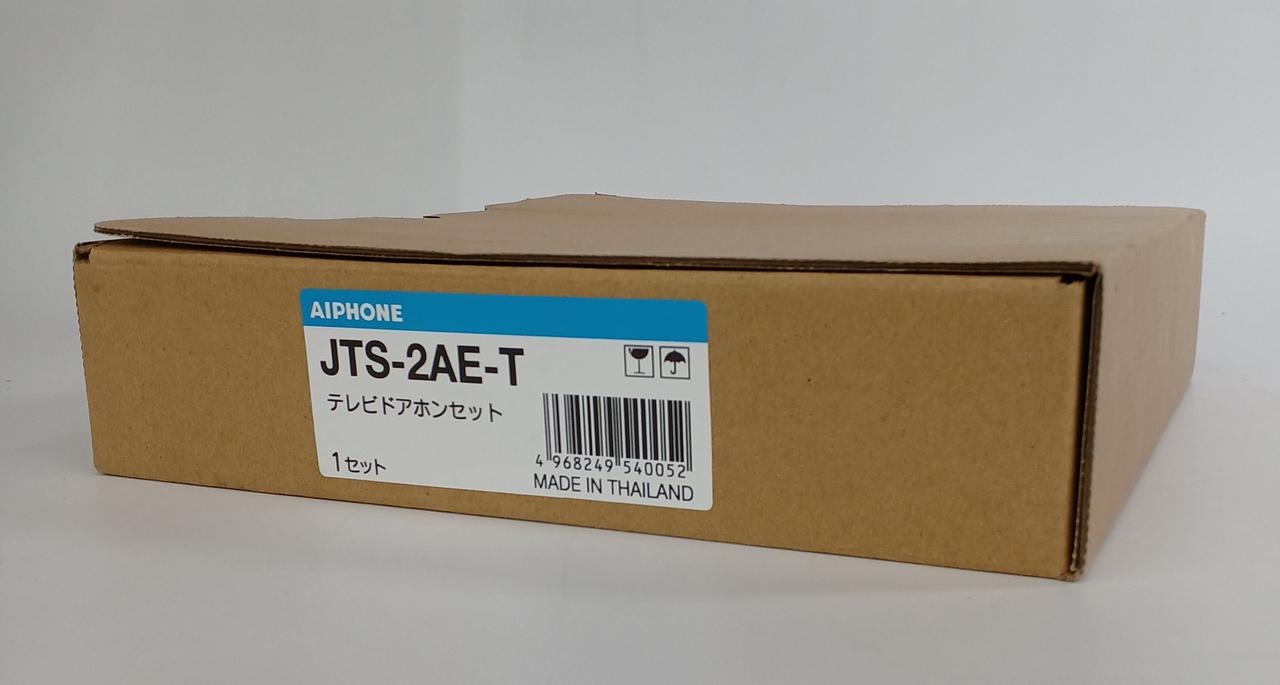 AIPHONE
JTS-2AE-T
テレビドアホンセット
1セット
4 968249 540052
MADE IN THAILAND